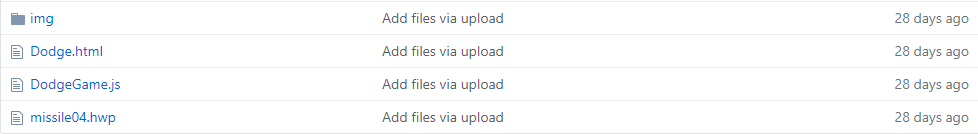 img Add files via upload 28 days ago
Dodge.html Add files via upload 28 days ago
DodgeGame.js Add files via upload 28 days ago
missile04.hwp Add files via upload 28 days ago